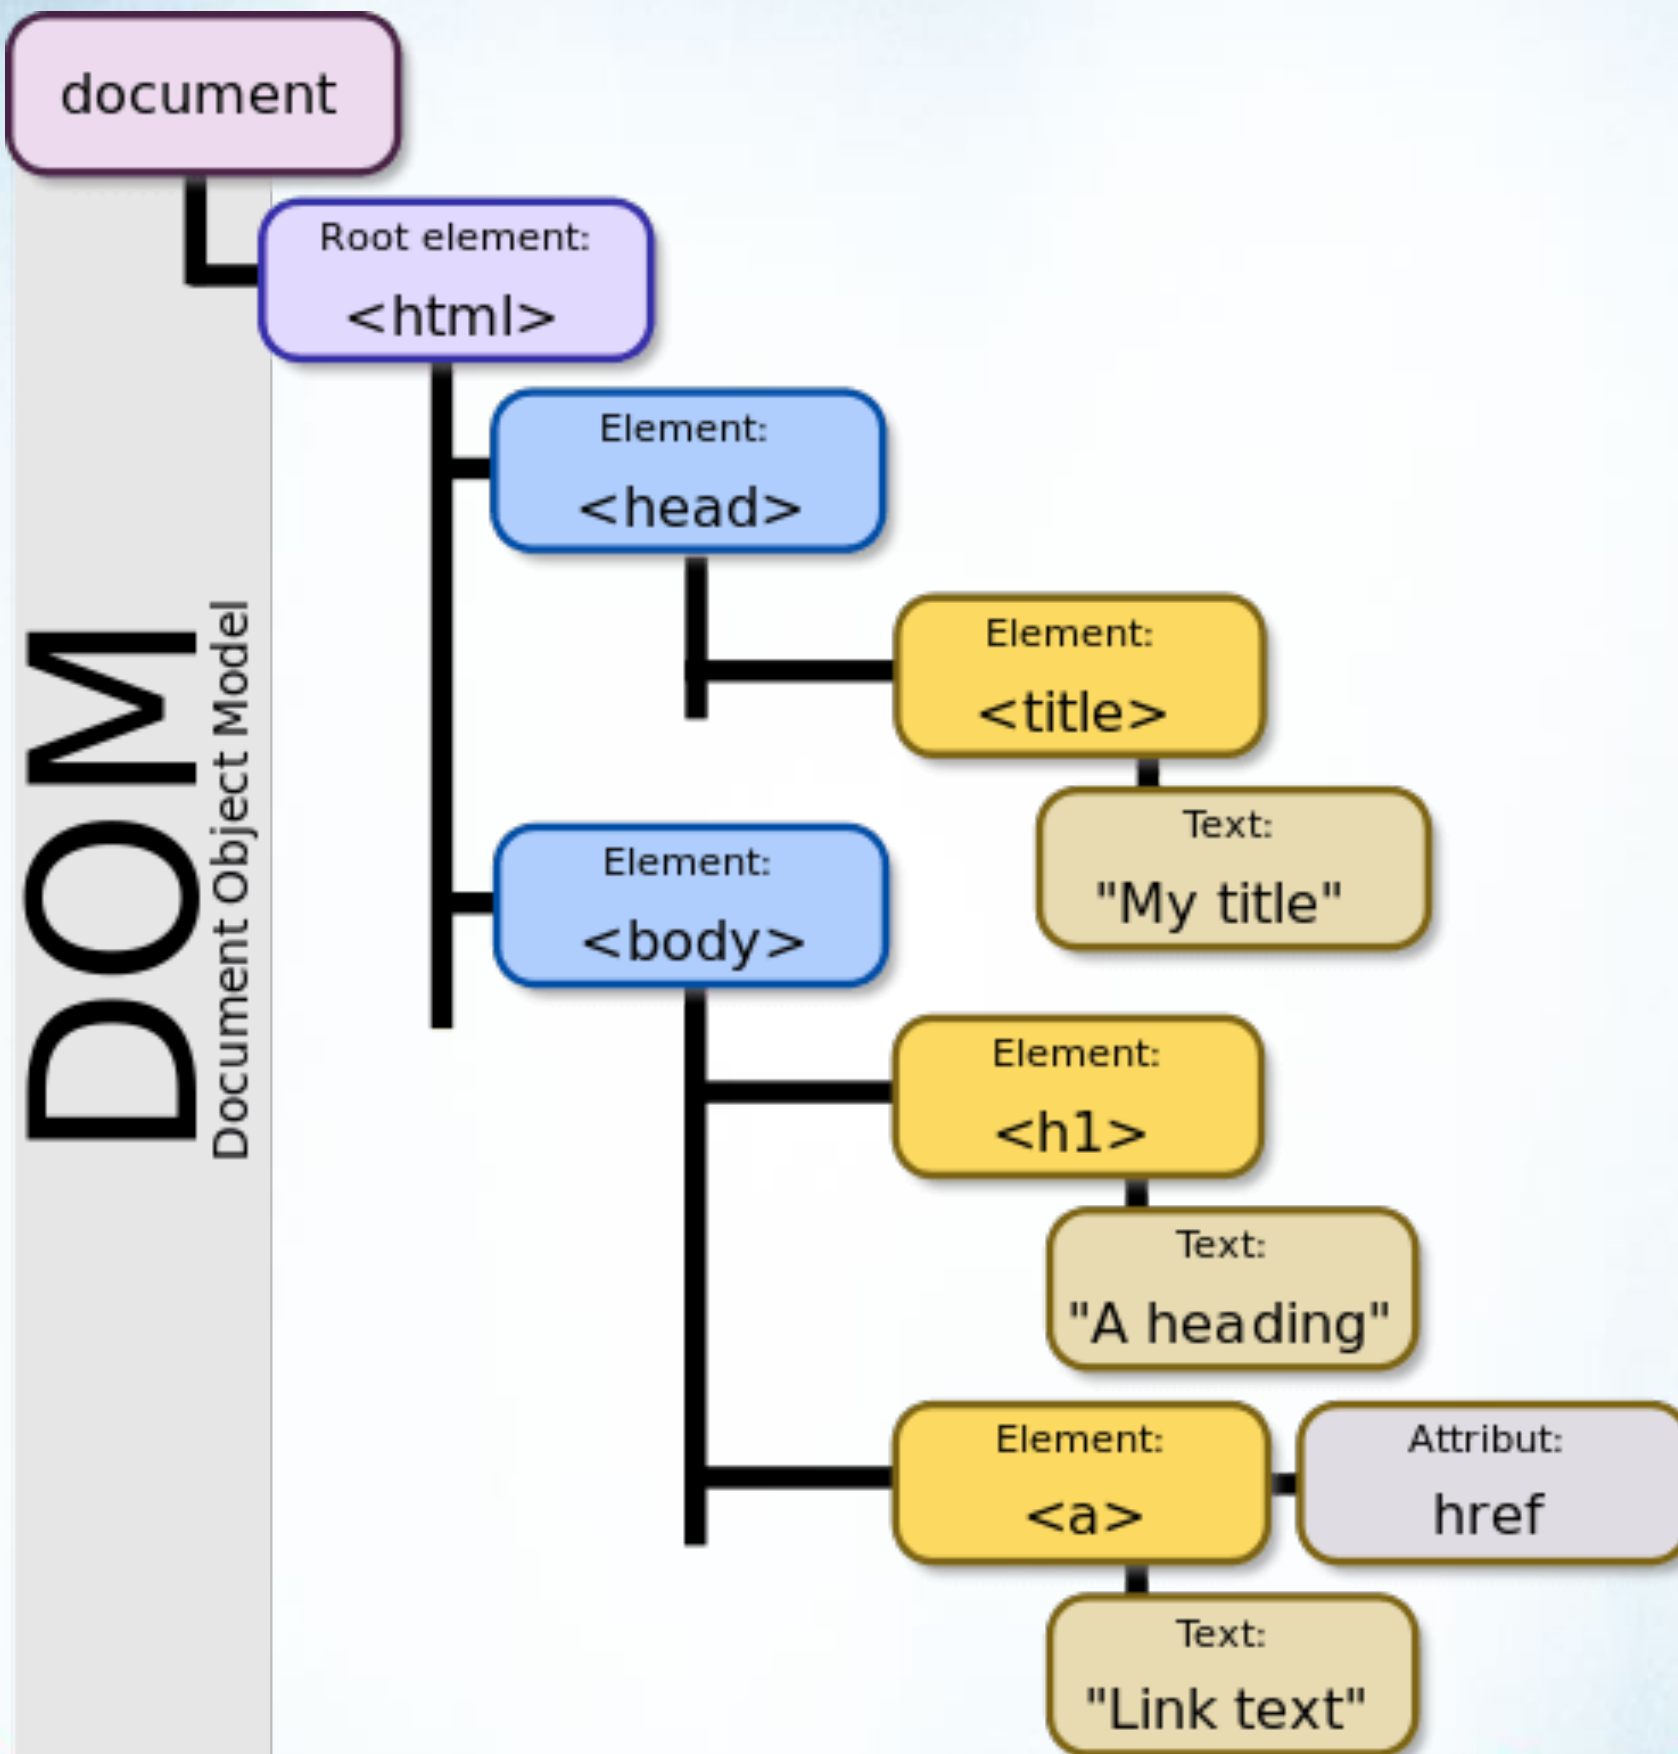 document
Root element:
<html>
Element:
<head>
Element:
<title>
Text:
"My title"
Element:
<body>
Element:
<h1>
Text:
"A heading"
Element:
<a>
Attribut:
href
Text:
"Link text"
DOM
Document Object Model